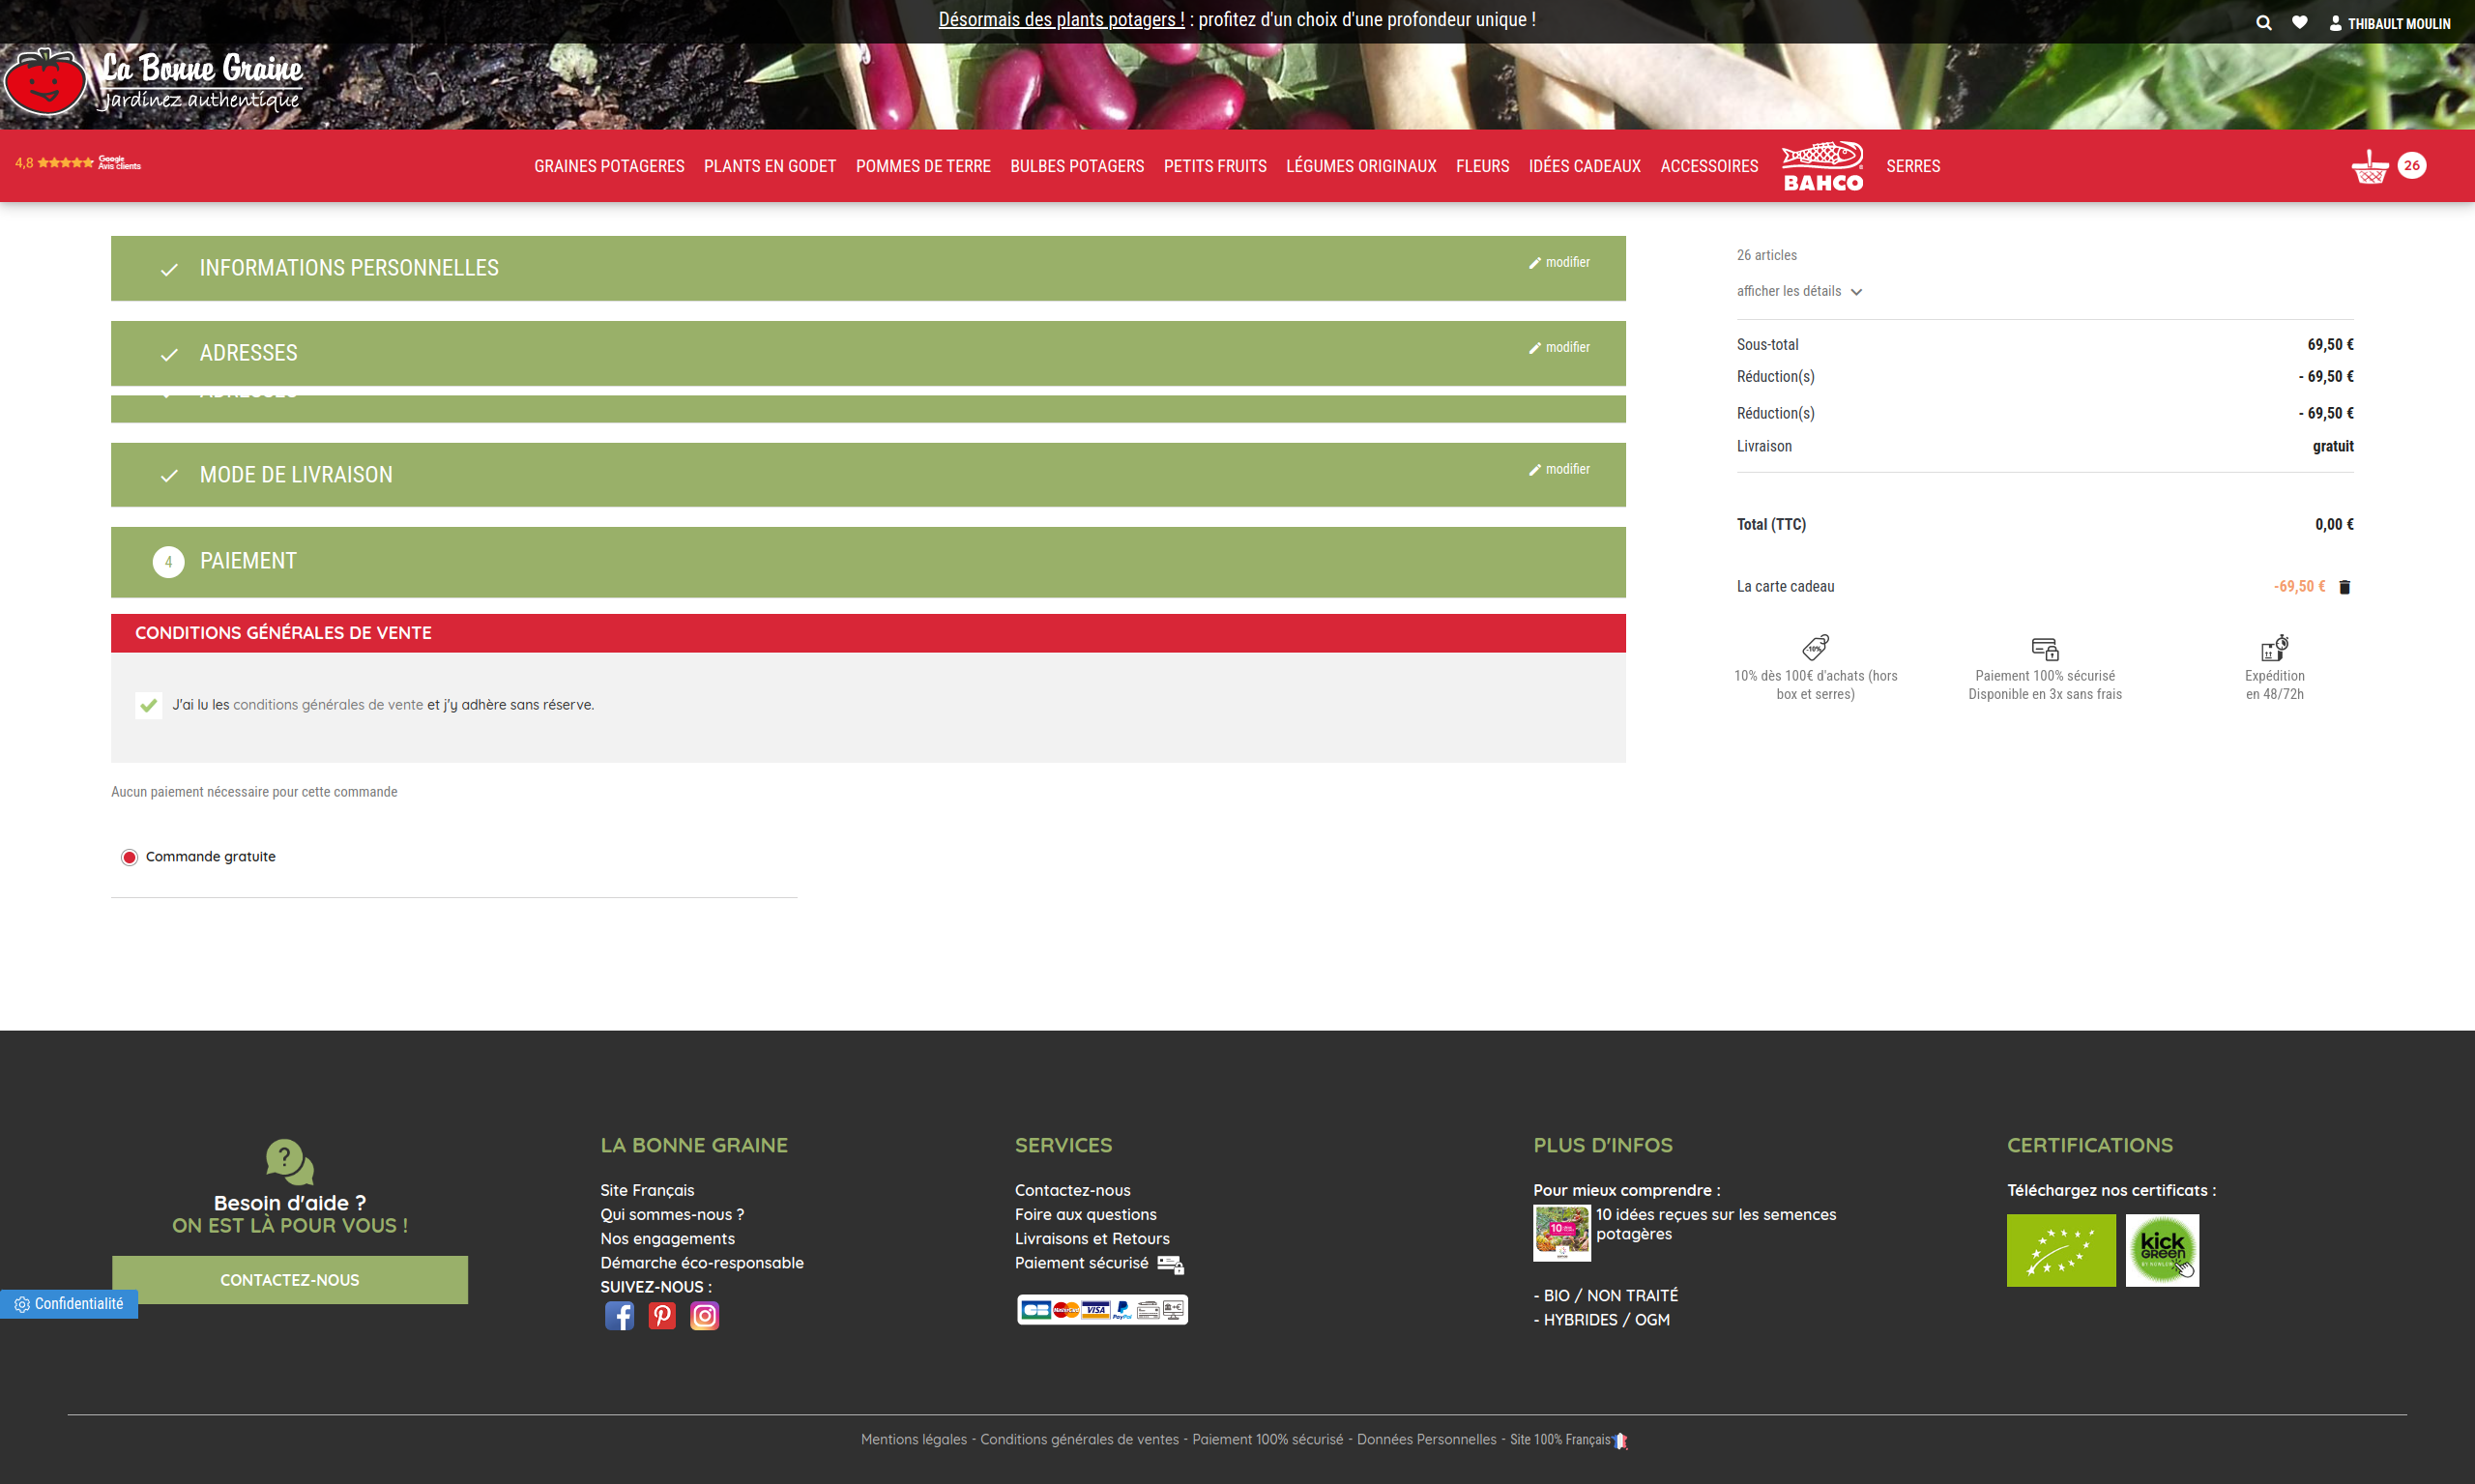 Désormais des plants potagers ! : profitez d'un choix d'une profondeur unique !
THIBAULT MOULIN
La Bonne Graine
Jardinez authentique
4,8 Google Avis clients
GRAINES POTAGERES PLANTS EN GODET POMMES DE TERRE BULBES POTAGERS PETITS FRUITS LÉGUMES ORIGINAUX FLEURS IDÉES CADEAUX ACCESSOIRES BAHCO SERRES
26
INFORMATIONS PERSONNELLES
modifier
ADRESSES
modifier
MODE DE LIVRAISON
modifier
4 PAIEMENT
CONDITIONS GÉNÉRALES DE VENTE
J'ai lu les conditions générales de vente et j'y adhère sans réserve.
Aucun paiement nécessaire pour cette commande
Commande gratuite
26 articles
afficher les détails
Sous-total 69,50 €
Réduction(s) - 69,50 €
Réduction(s) - 69,50 €
Livraison gratuit
Total (TTC) 0,00 €
La carte cadeau -69,50 €
-10%
10% dès 100€ d'achats (hors
box et serres)
Paiement 100% sécurisé
Disponible en 3x sans frais
Expédition
en 48/72h
Besoin d'aide ?
ON EST LÀ POUR VOUS !
CONTACTEZ-NOUS
Confidentialité
LA BONNE GRAINE
Site Français
Qui sommes-nous ?
Nos engagements
Démarche éco-responsable
SUIVEZ-NOUS :
SERVICES
Contactez-nous
Foire aux questions
Livraisons et Retours
Paiement sécurisé
CB MasterCard VISA PayPal
PLUS D'INFOS
Pour mieux comprendre :
10 idées reçues sur les semences
potagères
- BIO / NON TRAITÉ
- HYBRIDES / OGM
CERTIFICATIONS
Téléchargez nos certificats :
kick
GREEN
Mentions légales - Conditions générales de ventes - Paiement 100% sécurisé - Données Personnelles - Site 100% Français